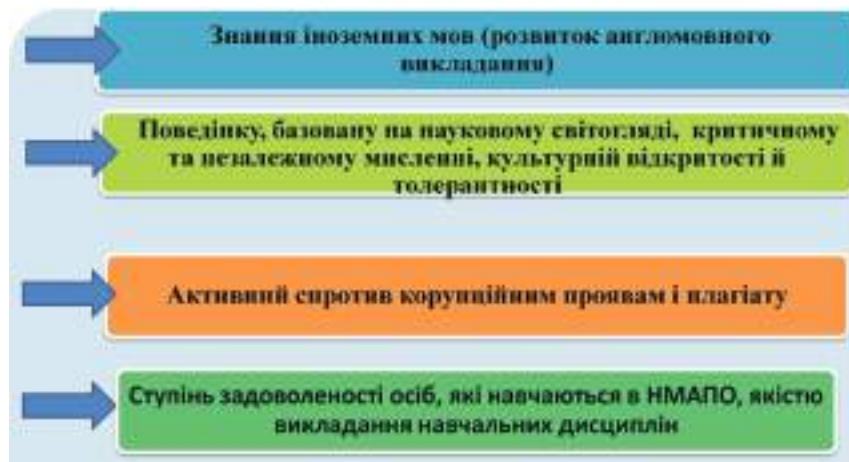 Знання іноземних мов (розвиток англомовного
викладання)
Поведінку, базовану на науковому світогляді, критичному
та незалежному мисленні, культурній відкритості й
толерантності
Активний спротив корупційним проявам і плагіату
Ступінь задоволеності осіб, які навчаються в НМАПО, якістю
викладання навчальних дисциплін